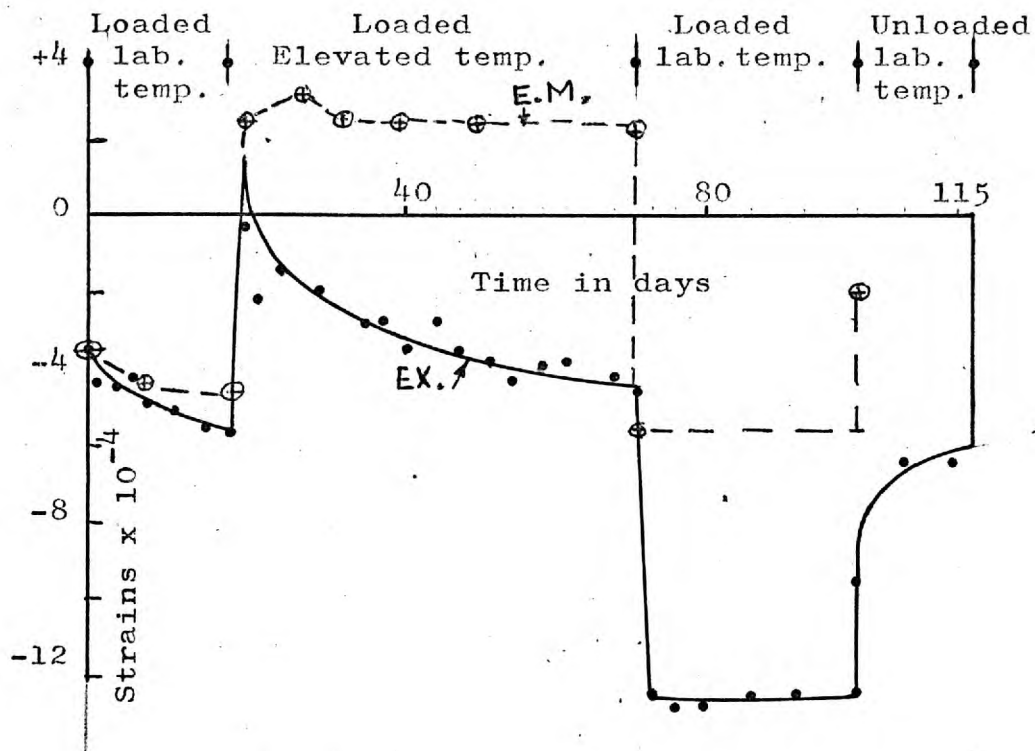 Loaded
lab.
temp.
Loaded
Elevated temp.
Loaded
lab. temp.
Unloaded
lab.
temp.
+4
E.M.
0
40
80
115
Time in days
-4
EX.
-8
-12
Strains x 10-4